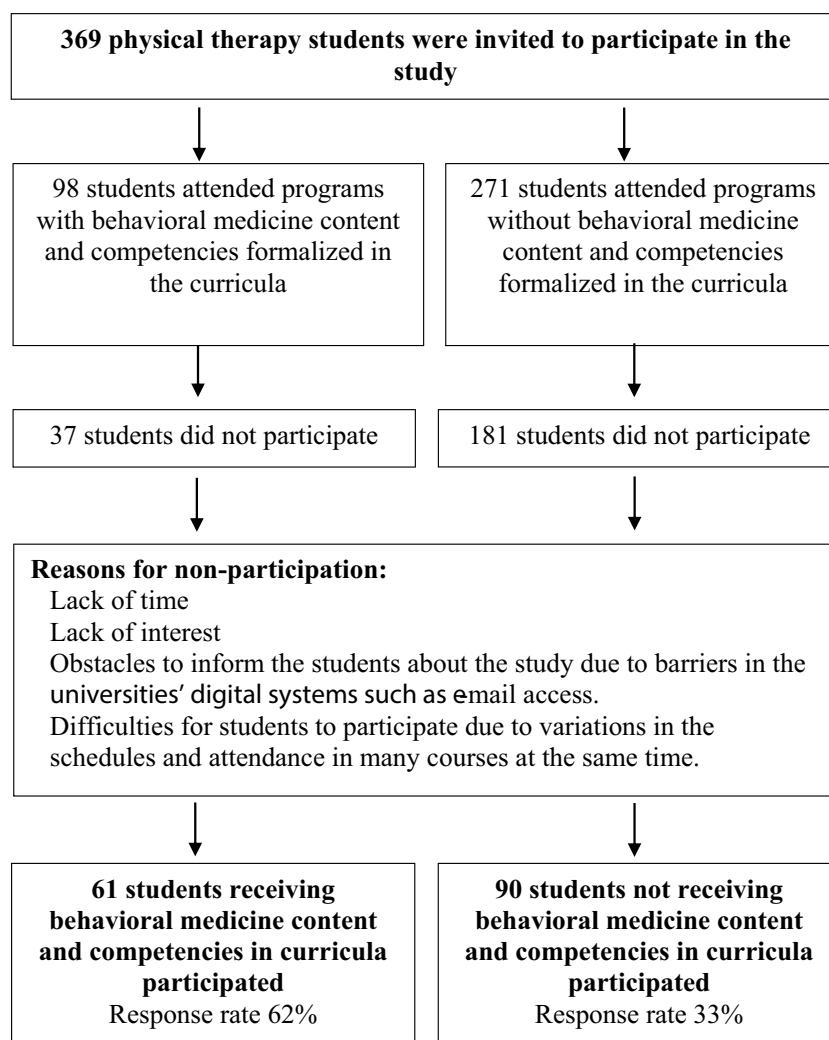 369 physical therapy students were invited to participate in the
study
98 students attended programs
with behavioral medicine content
and competencies formalized in
the curricula
271 students attended programs
without behavioral medicine
content and competencies
formalized in the curricula
37 students did not participate
181 students did not participate
Reasons for non-participation:
Lack of time
Lack of interest
Obstacles to inform the students about the study due to barriers in the
universities’ digital systems such as email access.
Difficulties for students to participate due to variations in the
schedules and attendance in many courses at the same time.
61 students receiving
behavioral medicine content
and competencies in curricula
participated
Response rate 62%
90 students not receiving
behavioral medicine content
and competencies in curricula
participated
Response rate 33%